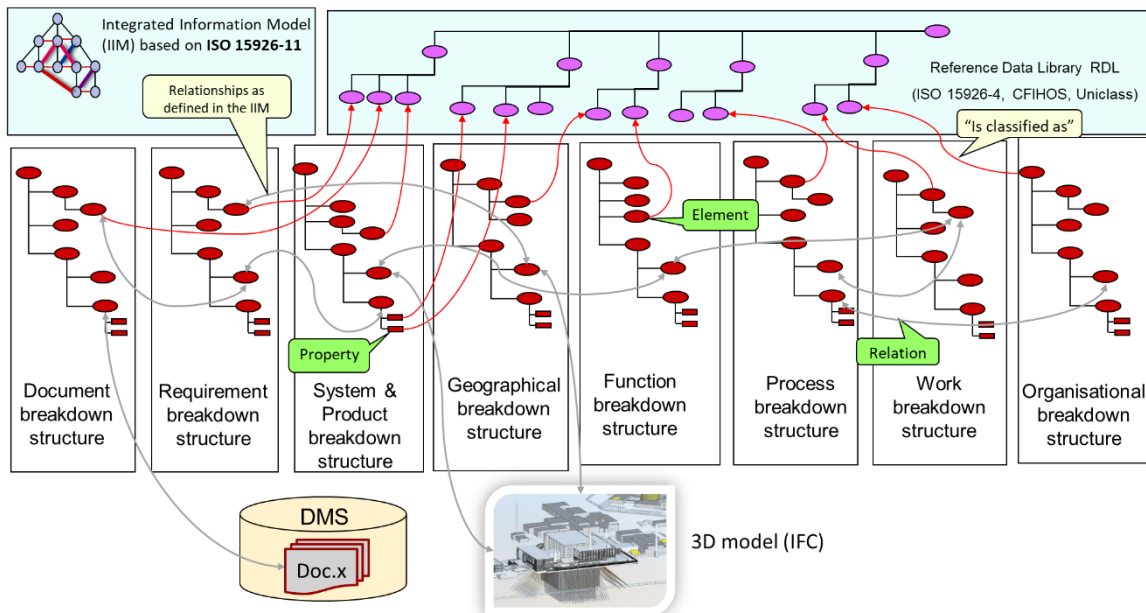 Integrated Information Model
(IIM) based on ISO 15926-11
Relationships as
defined in the IIM
Reference Data Library RDL
(ISO 15926-4, CFIHOS, Uniclass)
“Is classified as”
Element
Property
Relation
Document
breakdown
structure
Requirement
breakdown
structure
System &
Product
breakdown
structure
Geographical
breakdown
structure
Function
breakdown
structure
Process
breakdown
structure
Work
breakdown
structure
Organisational
breakdown
structure
DMS
Doc.x
3D model (IFC)